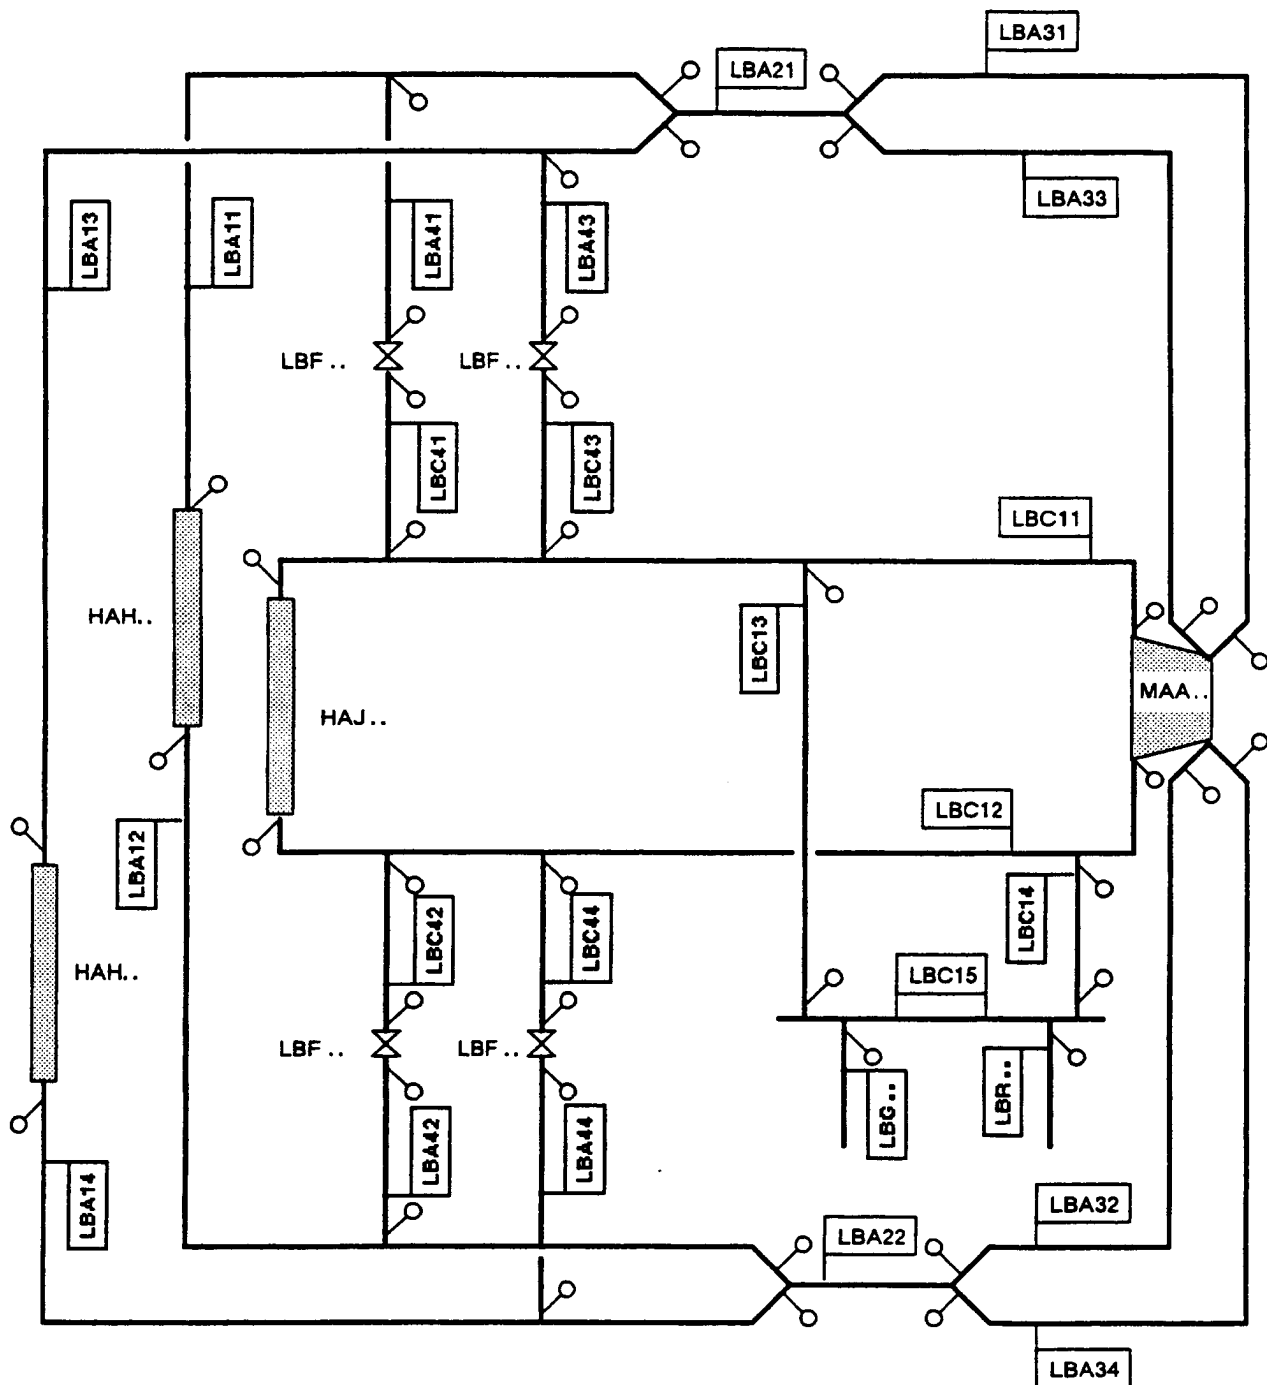 LBA31
LBA21
LBA33
LBA13
LBA11
LBA41
LBA43
LBF ..
LBF ..
LBC41
LBC43
LBC11
HAH..
LBC13
MAA..
HAJ..
LBC12
LBA12
LBC14
LBC42
LBC44
HAH..
LBC15
LBF ..
LBF ..
LBG..
LBR..
LBA42
LBA44
LBA14
LBA32
LBA22
LBA34